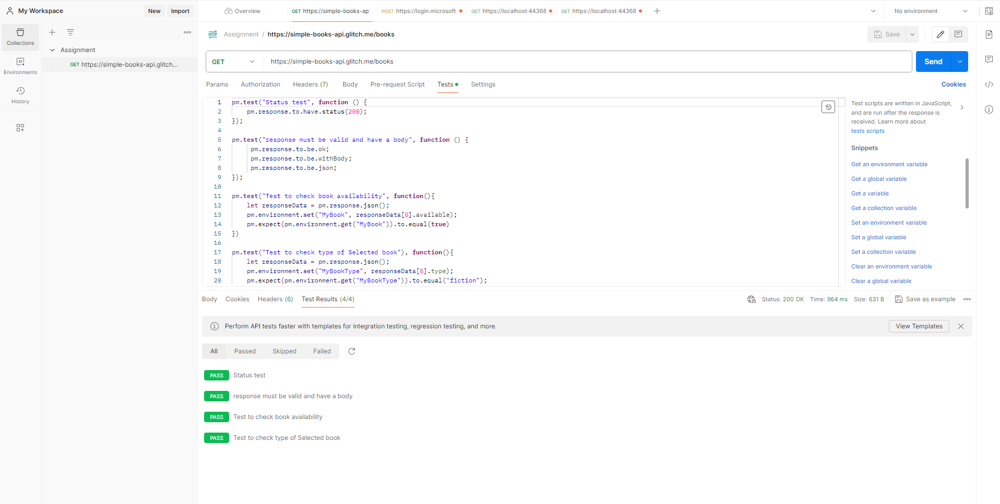 My Workspace
New
Import
Overview
GET https://simple-books-ap
POST https://login.microsoft
GET https://localhost:44368
GET https://localhost:44368
No environment
Collections
Environments
History
Assignment
GET https://simple-books-api.glitch...
HTTP Assignment / https://simple-books-api.glitch.me/books
Save
GET
https://simple-books-api.glitch.me/books
Send
Params Authorization Headers (7) Body Pre-request Script Tests Settings Cookies
1 pm.test("Status test", function () {
2 pm.response.to.have.status(200);
3 });
4
5 pm.test("response must be valid and have a body", function () {
6 pm.response.to.be.ok;
7 pm.response.to.be.withBody;
8 pm.response.to.be.json;
9 });
10
11 pm.test("Test to check book availability", function(){
12 let responseData = pm.response.json();
13 pm.environment.set("MyBook", responseData[0].available);
14 pm.expect(pm.environment.get("MyBook")).to.equal(true)
15 })
16
17 pm.test("Test to check type of Selected book"), function(){
18 let responseData = pm.response.json();
19 pm.environment.set("MyBookType", responseData[0].type);
20 pm.expect(pm.environment.get("MyBookType")).to.equal("fiction");
Test scripts are written in JavaScript,
and are run after the response is
received. Learn more about
tests scripts
Snippets
Get an environment variable
Get a global variable
Get a variable
Get a collection variable
Set an environment variable
Set a global variable
Set a collection variable
Clear an environment variable
Clear a global variable
Body Cookies Headers (6) Test Results (4/4)
Status: 200 OK Time: 964 ms Size: 631 B Save as example
Perform API tests faster with templates for integration testing, regression testing, and more.
View Templates
All Passed Skipped Failed
PASS Status test
PASS response must be valid and have a body
PASS Test to check book availability
PASS Test to check type of Selected book